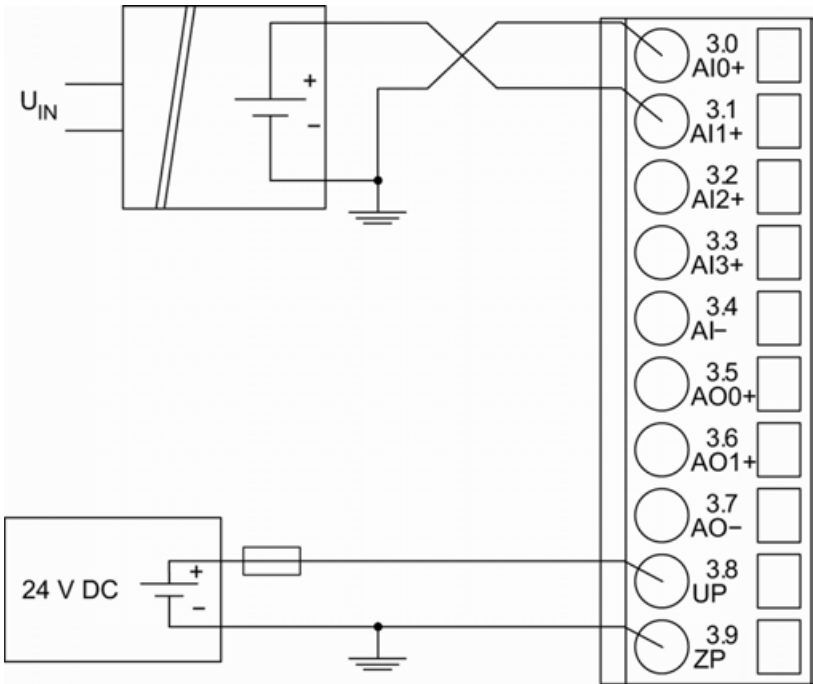 UIN
+
−
3.0
AI0+
3.1
AI1+
3.2
AI2+
3.3
AI3+
3.4
AI−
3.5
AO0+
3.6
AO1+
3.7
AO−
24 V DC
+
−
3.8
UP
3.9
ZP